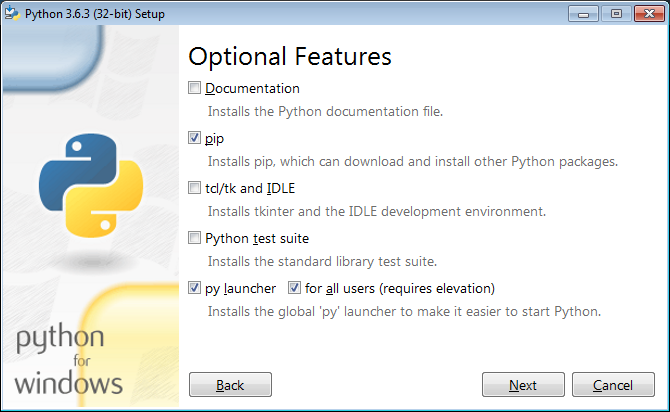 Python 3.6.3 (32-bit) Setup
Optional Features
Documentation
Installs the Python documentation file.
pip
Installs pip, which can download and install other Python packages.
tcl/tk and IDLE
Installs tkinter and the IDLE development environment.
Python test suite
Installs the standard library test suite.
py launcher for all users (requires elevation)
Installs the global 'py' launcher to make it easier to start Python.
python
for
windows
Back Next Cancel